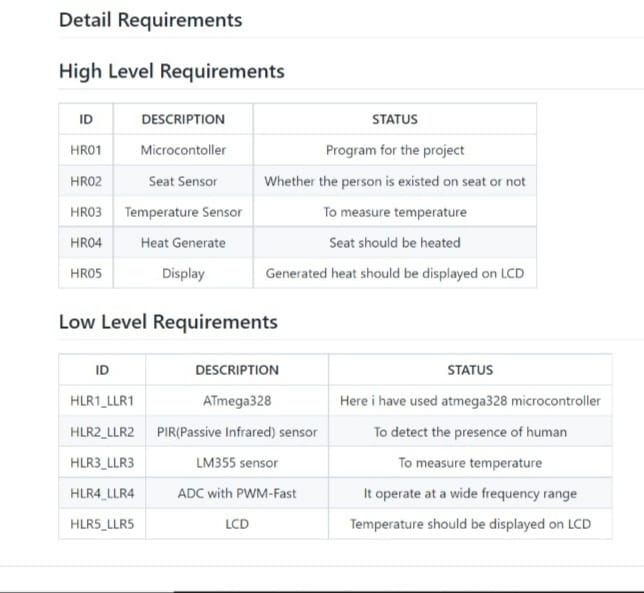 Detail Requirements
High Level Requirements
ID DESCRIPTION STATUS
HR01 Microcontoller Program for the project
HR02 Seat Sensor Whether the person is existed on seat or not
HR03 Temperature Sensor To measure temperature
HR04 Heat Generate Seat should be heated
HR05 Display Generated heat should be displayed on LCD
Low Level Requirements
ID DESCRIPTION STATUS
HLR1_LLR1 ATmega328 Here i have used atmega328 microcontroller
HLR2_LLR2 PIR(Passive Infrared) sensor To detect the presence of human
HLR3_LLR3 LM355 sensor To measure temperature
HLR4_LLR4 ADC with PWM-Fast It operate at a wide frequency range
HLR5_LLR5 LCD Temperature should be displayed on LCD